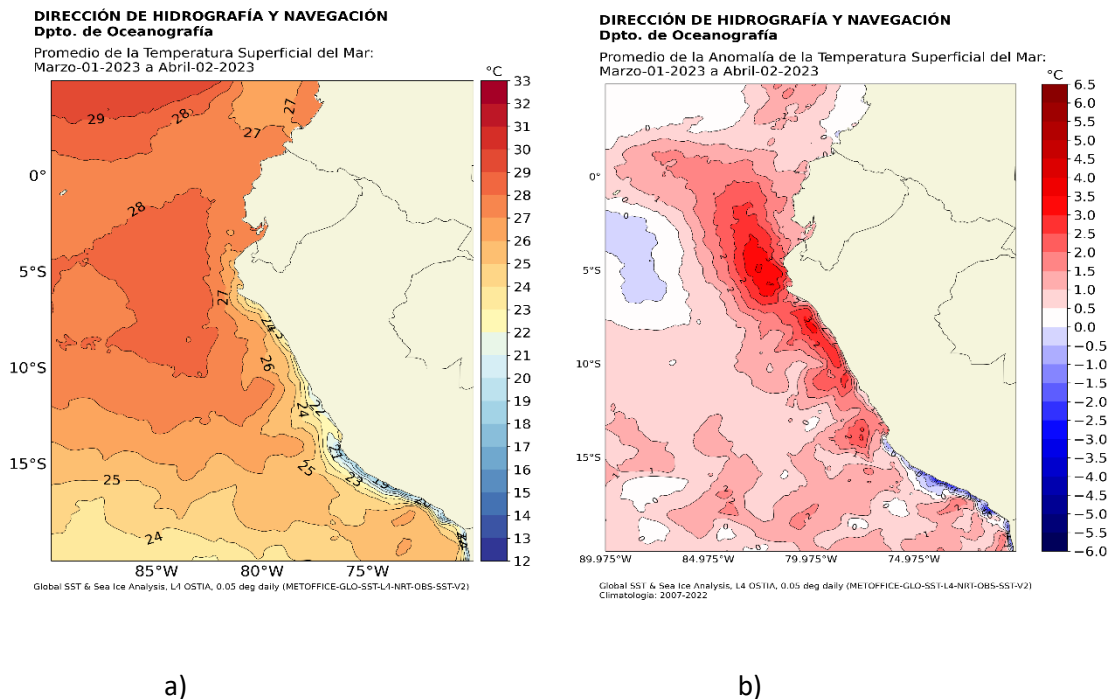 DIRECCIÓN DE HIDROGRAFÍA Y NAVEGACIÓN
Dpto. de Oceanografía
Promedio de la Temperatura Superficial del Mar:
Marzo-01-2023 a Abril-02-2023
°C
33
32
31
30
29
28
27
26
25
24
23
22
21
20
19
18
17
16
15
14
13
12
29
28
27
27
28
27
24
26
24
25
23
25
24
0°
5°S
10°S
15°S
85°W
80°W
75°W
Global SST & Sea Ice Analysis, L4 OSTIA, 0.05 deg daily (METOFFICE-GLO-SST-L4-NRT-OBS-SST-V2)
a)
DIRECCIÓN DE HIDROGRAFÍA Y NAVEGACIÓN
Dpto. de Oceanografía
Promedio de la Anomalía de la Temperatura Superficial del Mar:
Marzo-01-2023 a Abril-02-2023
°C
6.5
5.5
5.0
4.5
4.0
3.5
3.0
2.5
2.0
1.5
1.0
0.5
0.0
−0.5
−1.0
−1.5
−2.0
−2.5
−3.0
−3.5
−4.0
−4.5
−5.0
−5.5
−6.0
0°
5°S
10°S
15°S
89.975°W
84.975°W
79.975°W
74.975°W
Global SST & Sea Ice Analysis, L4 OSTIA, 0.05 deg daily (METOFFICE-GLO-SST-L4-NRT-OBS-SST-V2)
Climatología: 2007-2022
b)